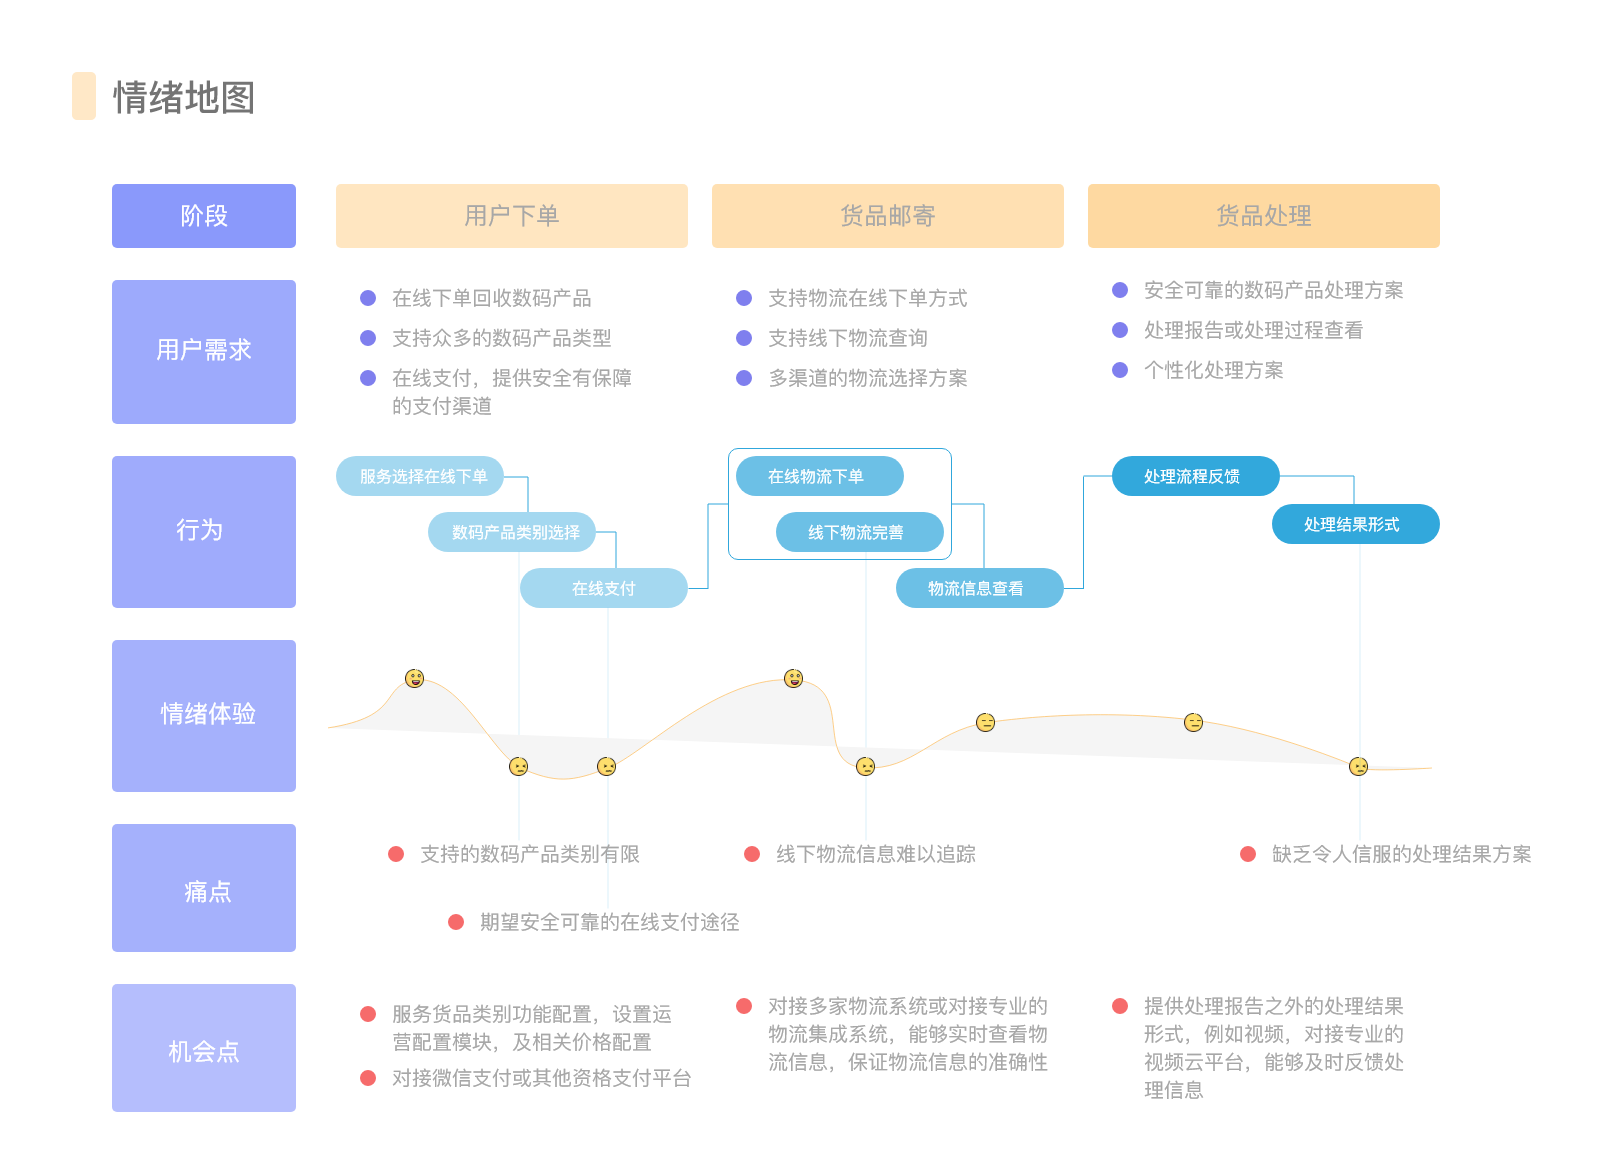 情绪地图
阶段
用户下单
货品邮寄
货品处理
用户需求
在线下单回收数码产品
支持众多的数码产品类型
在线支付，提供安全有保障
的支付渠道
支持物流在线下单方式
支持线下物流查询
多渠道的物流选择方案
安全可靠的数码产品处理方案
处理报告或处理过程查看
个性化处理方案
行为
服务选择在线下单
数码产品类别选择
在线支付
在线物流下单
线下物流完善
物流信息查看
处理流程反馈
处理结果形式
情绪体验
痛点
支持的数码产品类别有限
期望安全可靠的在线支付途径
线下物流信息难以追踪
缺乏令人信服的处理结果方案
机会点
服务货品类别功能配置，设置运
营配置模块，及相关价格配置
对接微信支付或其他资格支付平台
对接多家物流系统或对接专业的
物流集成系统，能够实时查看物
流信息，保证物流信息的准确性
提供处理报告之外的处理结果
形式，例如视频，对接专业的
视频云平台，能够及时反馈处
理信息